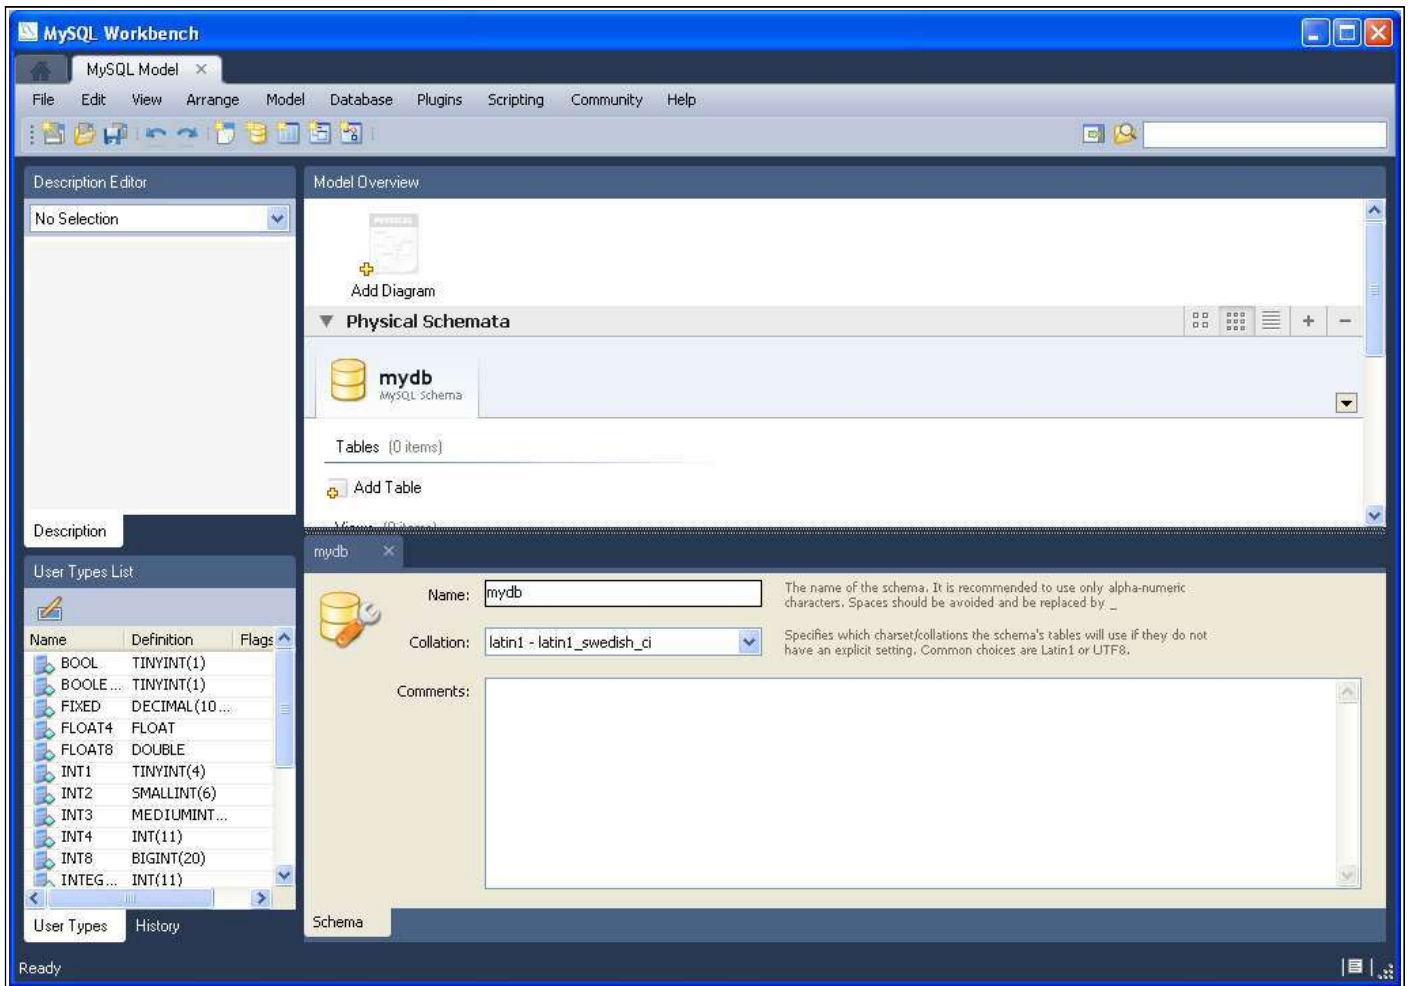 MySQL Workbench
MySQL Model
File Edit View Arrange Model Database Plugins Scripting Community Help
Description Editor
No Selection
Description
Model Overview
PHYSICAL
Add Diagram
Physical Schemata
mydb
MySQL Schema
Tables (0 items)
Add Table
Views (0 items)
User Types List
Name Definition Flags
BOOL TINYINT(1)
BOOLE... TINYINT(1)
FIXED DECIMAL(10...
FLOAT4 FLOAT
FLOAT8 DOUBLE
INT1 TINYINT(4)
INT2 SMALLINT(6)
INT3 MEDIUMINT...
INT4 INT(11)
INT8 BIGINT(20)
INTEG... INT(11)
User Types History
mydb
Name: mydb
The name of the schema. It is recommended to use only alpha-numeric
characters. Spaces should be avoided and be replaced by _
Collation: latin1 - latin1_swedish_ci
Specifies which charset/collations the schema's tables will use if they do not
have an explicit setting. Common choices are Latin1 or UTF8.
Comments:
Schema
Ready